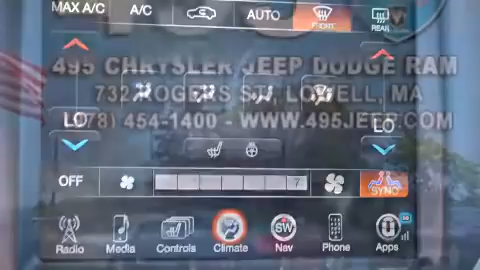 MAX A/C A/C AUTO FRONT REAR
495 CHRYSLER JEEP DODGE RAM
732 ROGERS ST, LOWELL, MA
(978) 454-1400 - WWW.495JEEP.COM
LO LO
OFF 7 SYNC
Radio Media Controls Climate SW Nav Phone Apps